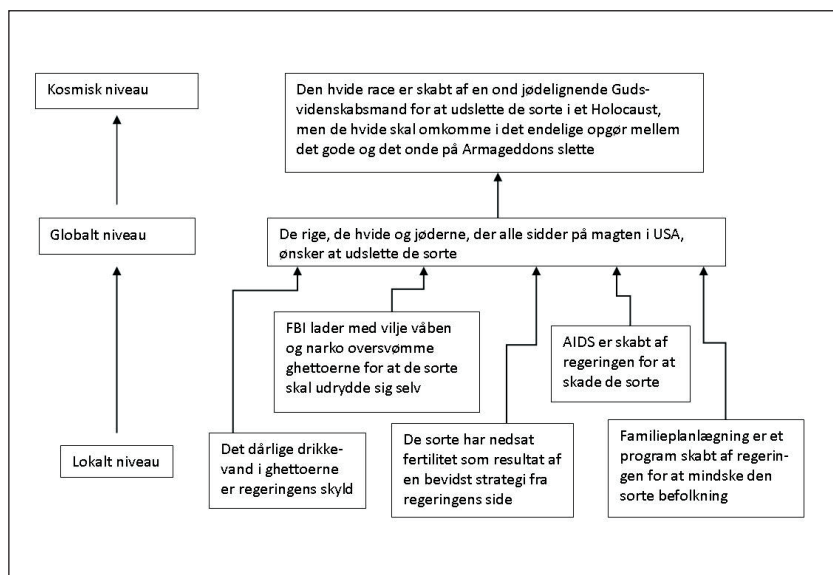 Kosmisk niveau
Den hvide race er skabt af en ond jødelignende Guds-
videnskabsmand for at udslette de sorte i et Holocaust,
men de hvide skal omkomme i det endelige opgør mellem
det gode og det onde på Armageddons slette
Globalt niveau
De rige, de hvide og jøderne, der alle sidder på magten i USA,
ønsker at udslette de sorte
FBI lader med vilje våben
og narko oversvømme
ghettoerne for at de sorte
skal udrydde sig selv
AIDS er skabt af
regeringen for at
skade de sorte
Lokalt niveau
Det dårlige drikke-
vand i ghettoerne
er regeringens skyld
De sorte har nedsat
fertilitet som resultat af
en bevidst strategi fra
regeringens side
Familieplanlægning er et
program skabt af regerin-
gen for at mindske den
sorte befolkning